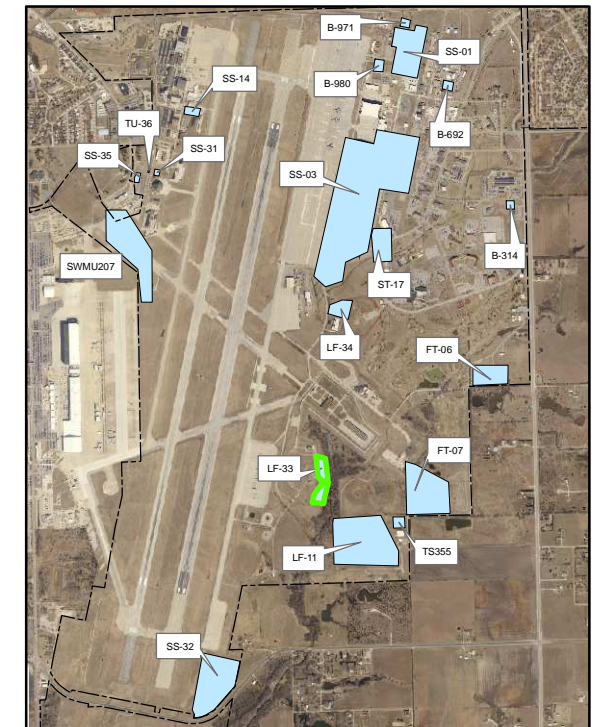 B-971
SS-01
B-980
SS-14
B-692
TU-36
SS-31
SS-35
SS-03
B-314
SWMU207
ST-17
LF-34
FT-06
LF-33
FT-07
TS355
LF-11
SS-32